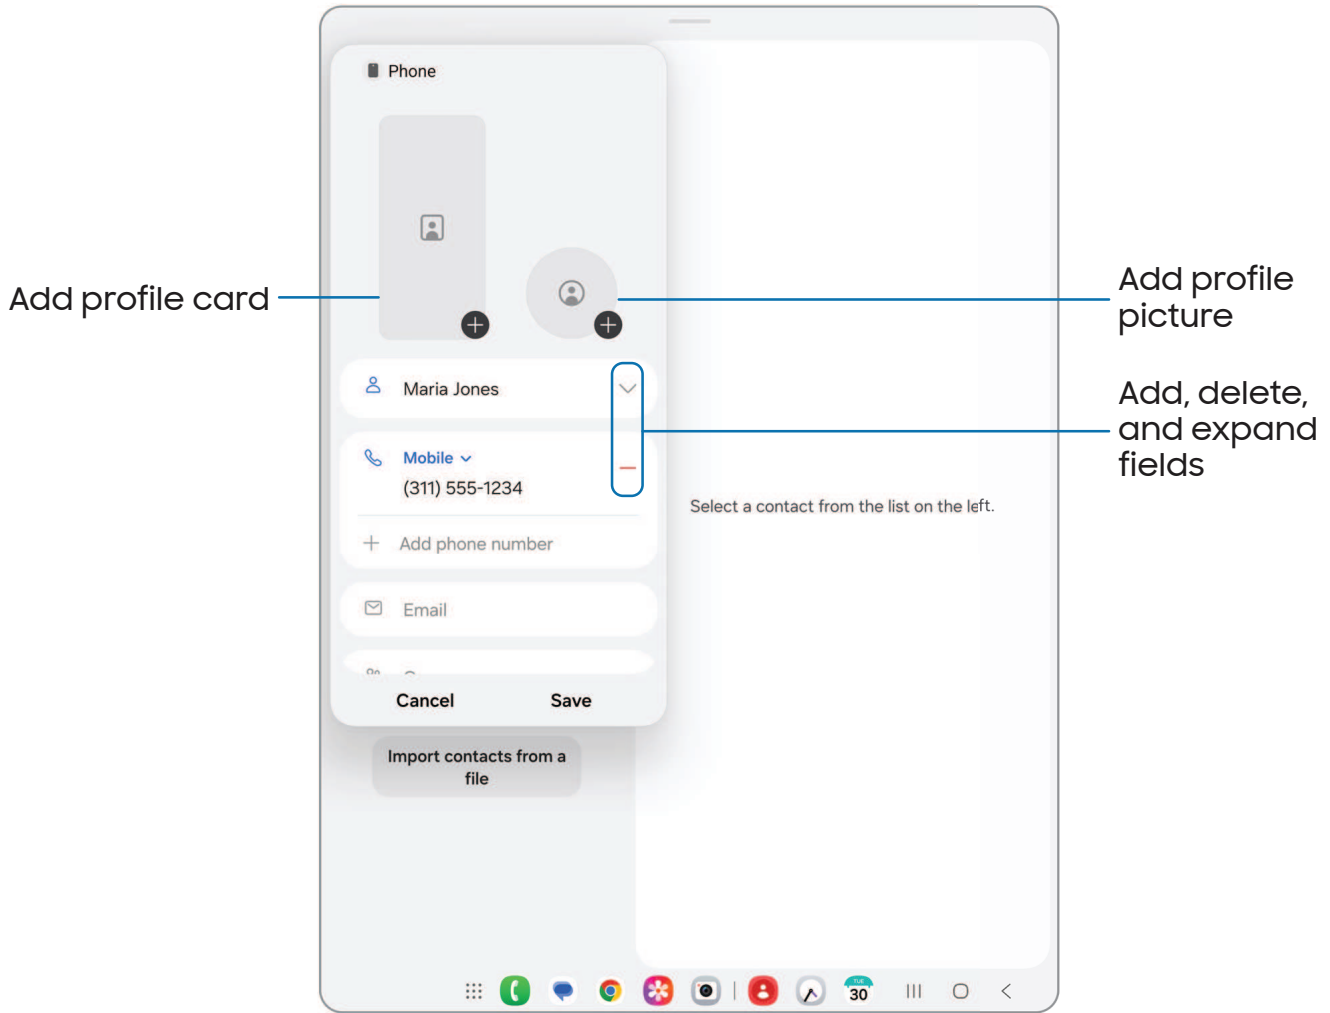 Phone
Add profile card
Add profile
picture
Maria Jones
Add, delete,
and expand
fields
Mobile
(311) 555-1234
Select a contact from the list on the left.
Add phone number
Email
Cancel
Save
Import contacts from a
file
TUE
30